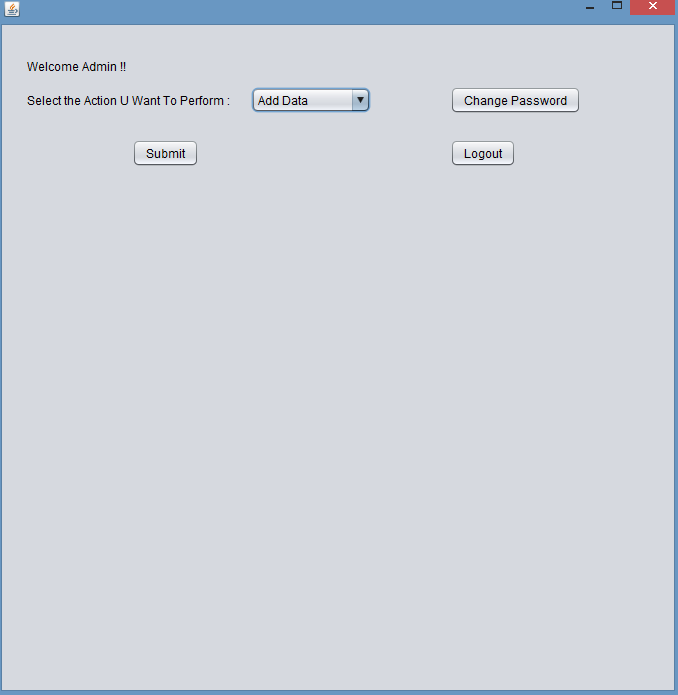 Welcome Admin !!
Select the Action U Want To Perform : Add Data Change Password
Submit Logout